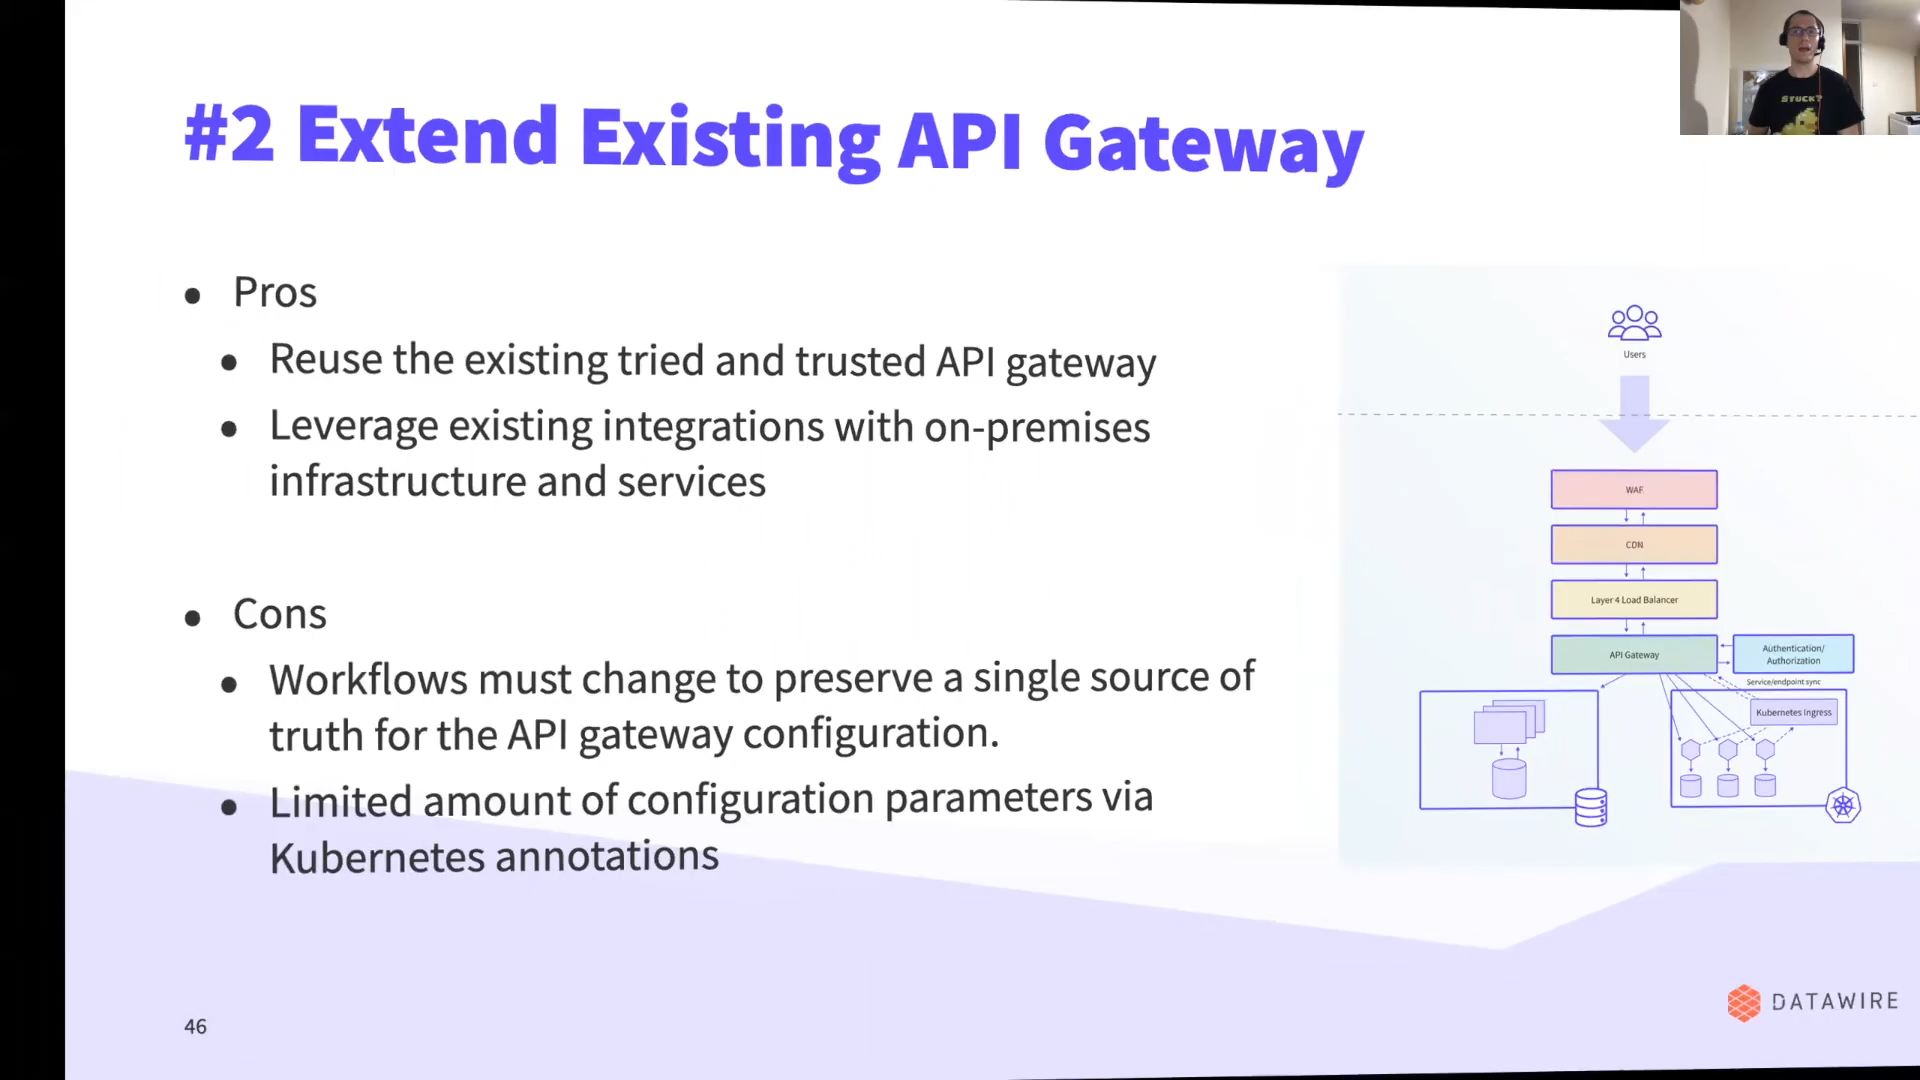 #2 Extend Existing API Gateway
Pros
Reuse the existing tried and trusted API gateway
Leverage existing integrations with on-premises
infrastructure and services
Cons
Workflows must change to preserve a single source of
truth for the API gateway configuration.
Limited amount of configuration parameters via
Kubernetes annotations
Users
WAF
CDN
Layer 4 Load Balancer
API Gateway
Authentication/
Authorization
Service/endpoint sync
Kubernetes Ingress
STUCK?
46
DATAWIRE